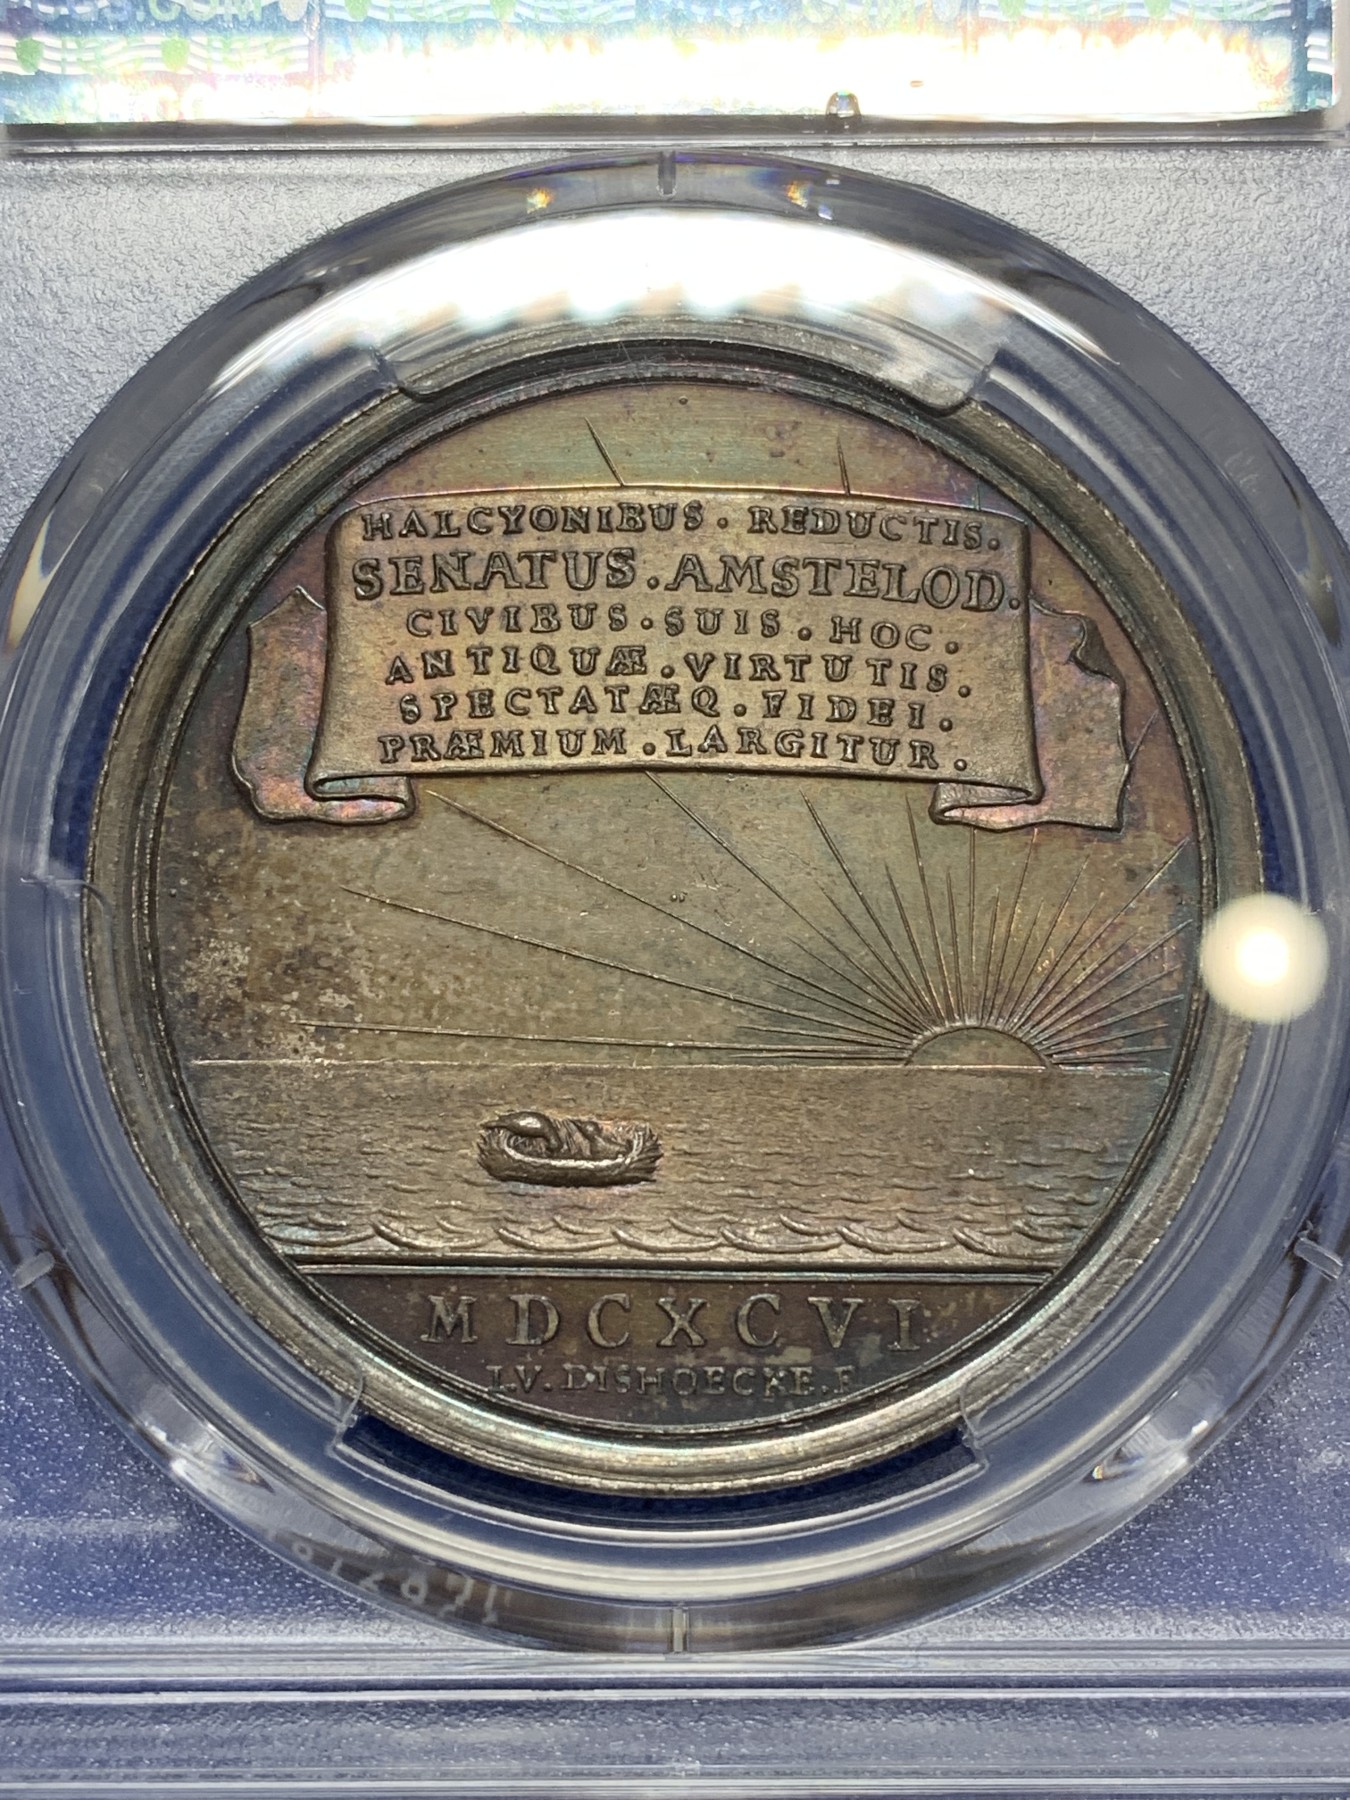 HALCYONIBUS. REDUCTIS.
SENATUS. AMSTELOD.
CIVIBUS. SUIS. HOC.
ANTIQUÆ. VIRTUTIS.
SPECTATÆQ. FIDEI.
PRÆMIUM. LARGITUR.
MDCXCVI
I.V. DISHOECKE. F